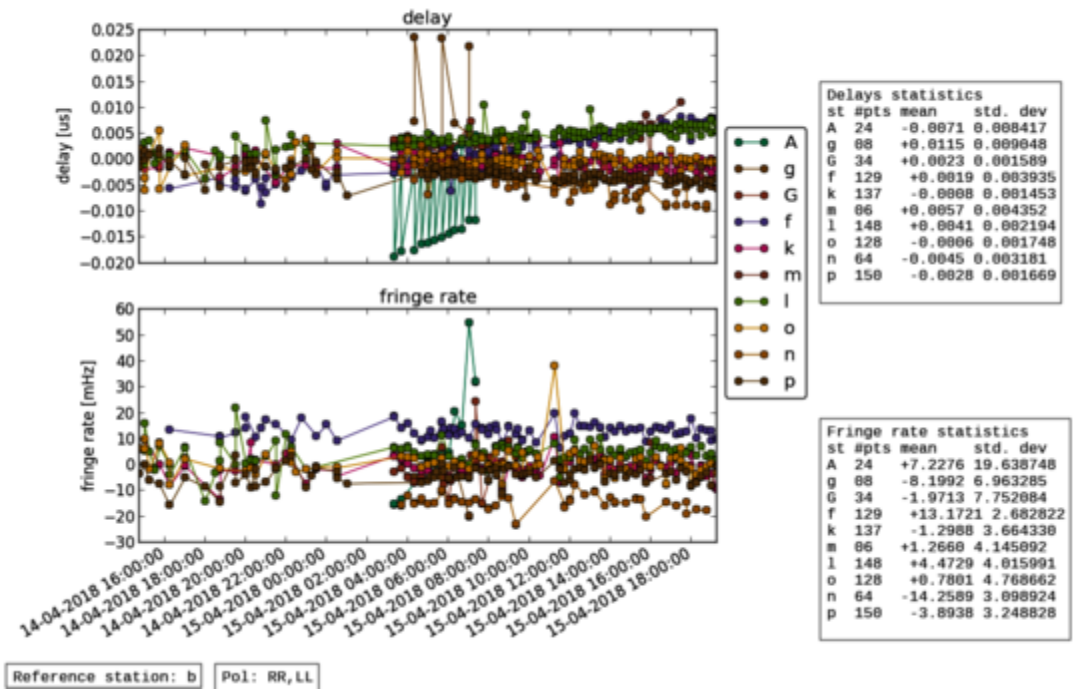 delay
0.025
0.020
0.015
0.010
0.005
0.000
−0.005
−0.010
−0.015
−0.020
delay [us]
fringe rate
60
50
40
30
20
10
0
−10
−20
−30
fringe rate [mHz]
14-04-2018 16:00:00
14-04-2018 18:00:00
14-04-2018 20:00:00
14-04-2018 22:00:00
15-04-2018 00:00:00
15-04-2018 02:00:00
15-04-2018 04:00:00
15-04-2018 06:00:00
15-04-2018 08:00:00
15-04-2018 10:00:00
15-04-2018 12:00:00
15-04-2018 14:00:00
15-04-2018 16:00:00
15-04-2018 18:00:00
A
g
G
f
k
m
l
o
n
p
Delays statistics
st #pts mean std. dev
A 24 -0.0071 0.008417
g 08 +0.0115 0.009048
G 34 +0.0023 0.001589
f 129 +0.0019 0.003935
k 137 -0.0008 0.001453
m 06 +0.0057 0.004352
l 148 +0.0041 0.002194
o 128 -0.0006 0.001748
n 64 -0.0045 0.003181
p 150 -0.0028 0.001669
Fringe rate statistics
st #pts mean std. dev
A 24 +7.2276 19.638748
g 08 -8.1992 6.963285
G 34 -1.9713 7.752084
f 129 +13.1721 2.682822
k 137 -1.2988 3.664330
m 06 +1.2660 4.145092
l 148 +4.4729 4.015991
o 128 +0.7801 4.768662
n 64 -14.2589 3.098924
p 150 -3.8938 3.248828
Reference station: b
Pol: RR,LL